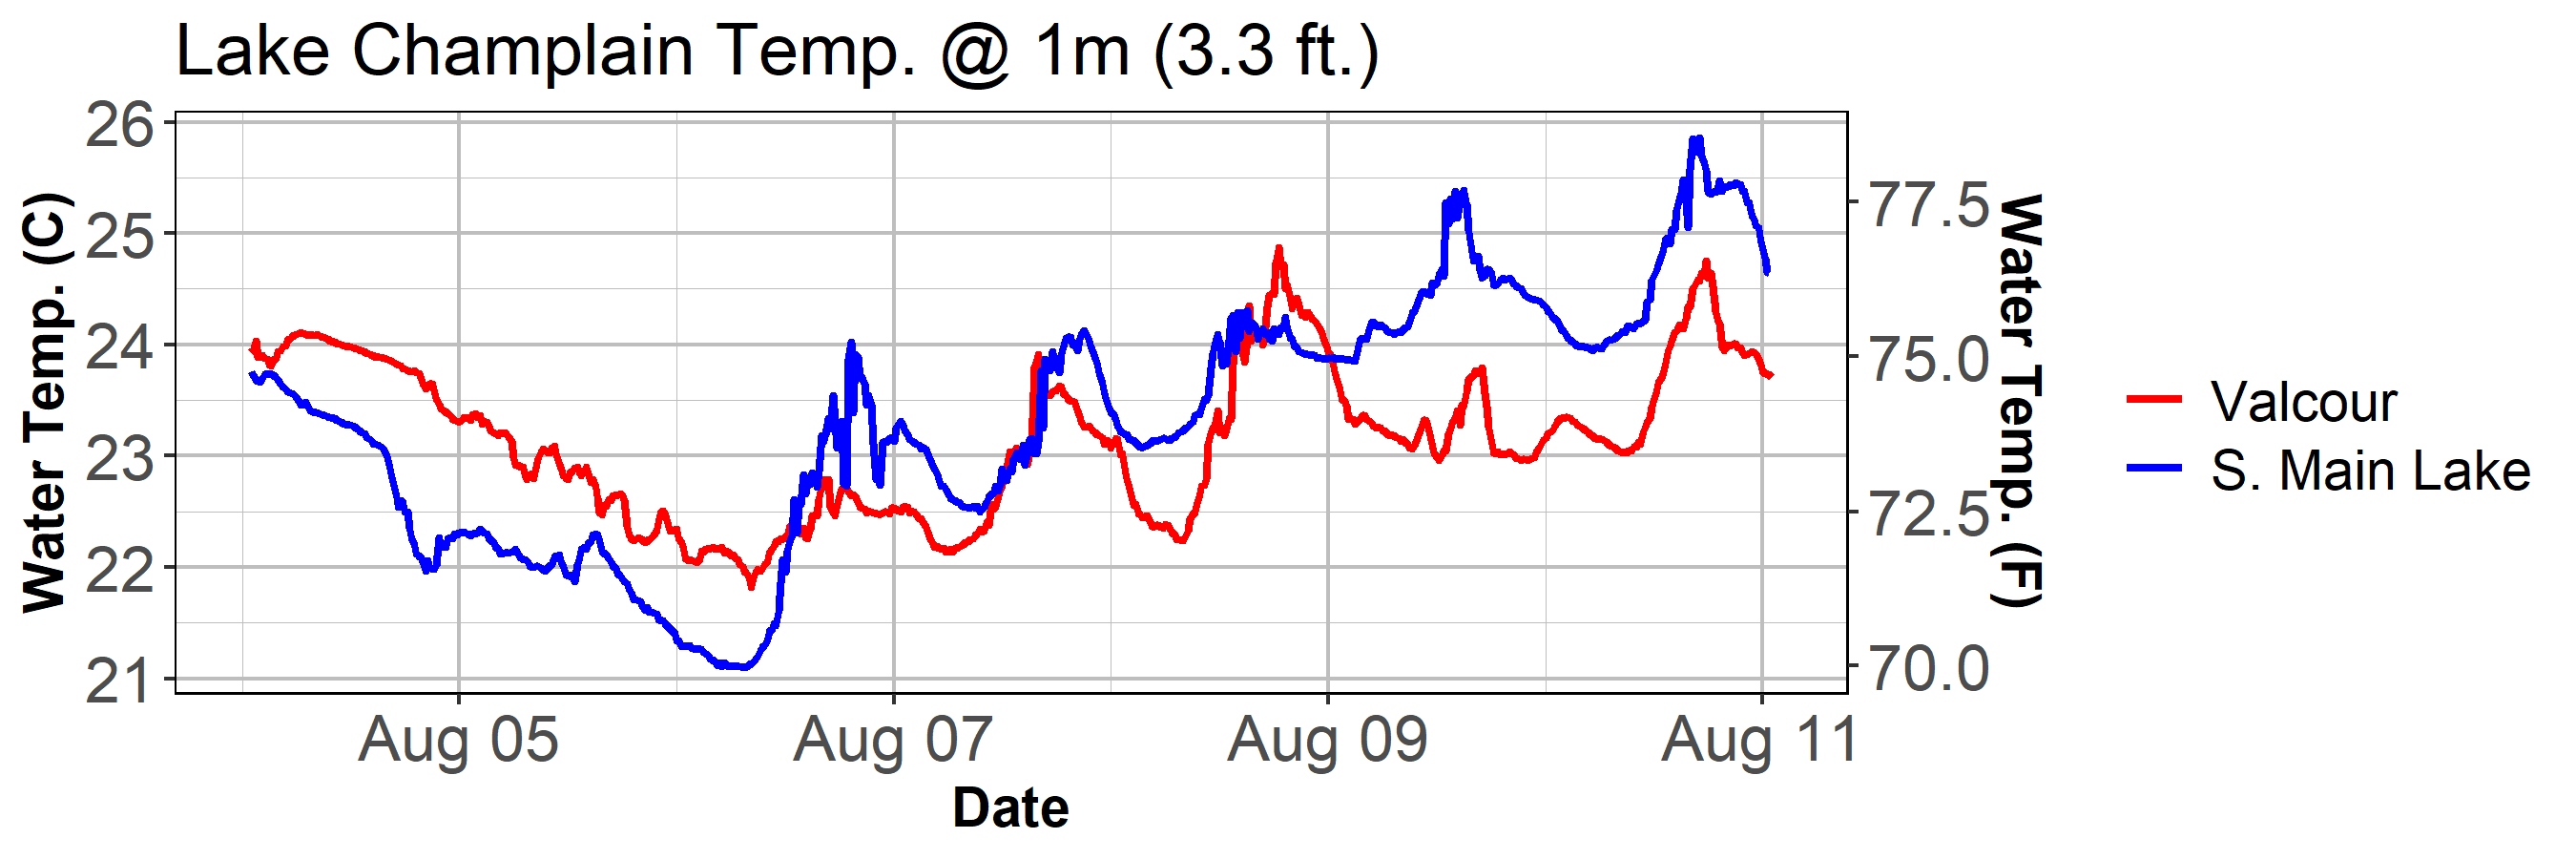 Lake Champlain Temp. @ 1m (3.3 ft.)
Water Temp. (C)
26
25
24
23
22
21
77.5
75.0
72.5
70.0
Water Temp. (F)
Aug 05
Aug 07
Aug 09
Aug 11
Date
Valcour
S. Main Lake